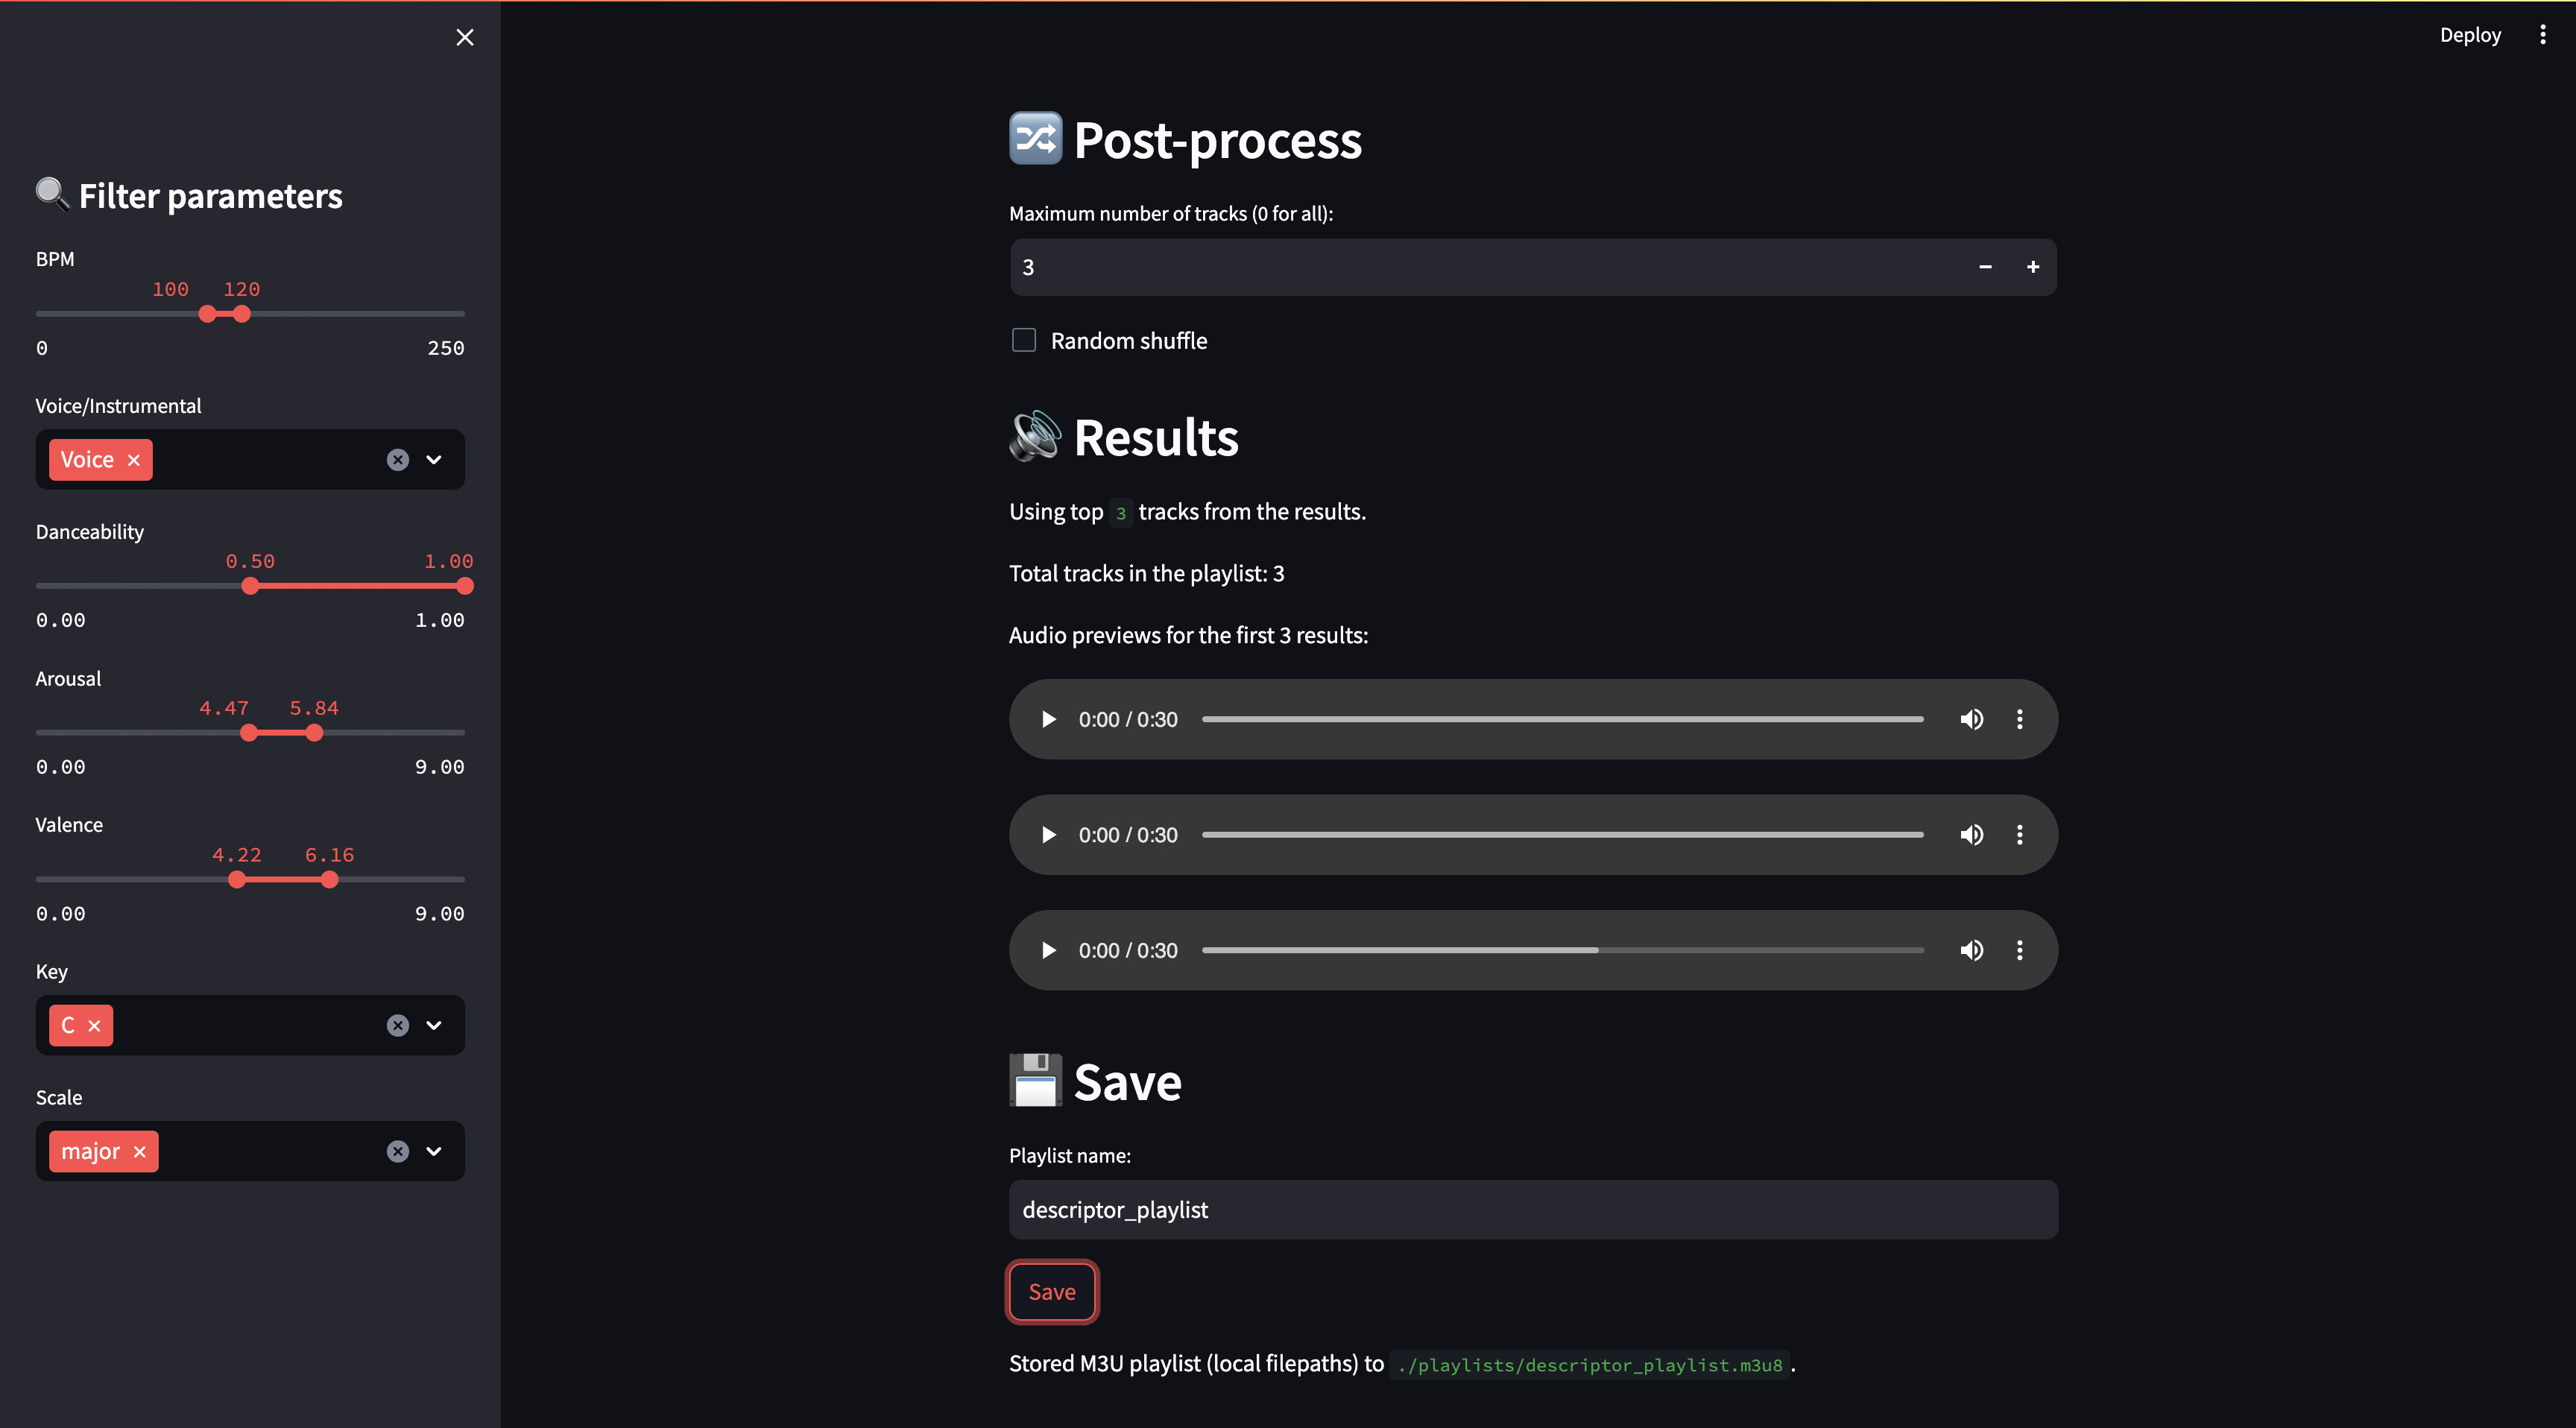 Deploy
Filter parameters
BPM
100 120
0 250
Voice/Instrumental
Voice
Danceability
0.50 1.00
0.00 1.00
Arousal
4.47 5.84
0.00 9.00
Valence
4.22 6.16
0.00 9.00
Key
C
Scale
major
Post-process
Maximum number of tracks (0 for all):
3
Random shuffle
Results
Using top 3 tracks from the results.
Total tracks in the playlist: 3
Audio previews for the first 3 results:
0:00 / 0:30
0:00 / 0:30
0:00 / 0:30
Save
Playlist name:
descriptor_playlist
Save
Stored M3U playlist (local filepaths) to ./playlists/descriptor_playlist.m3u8.